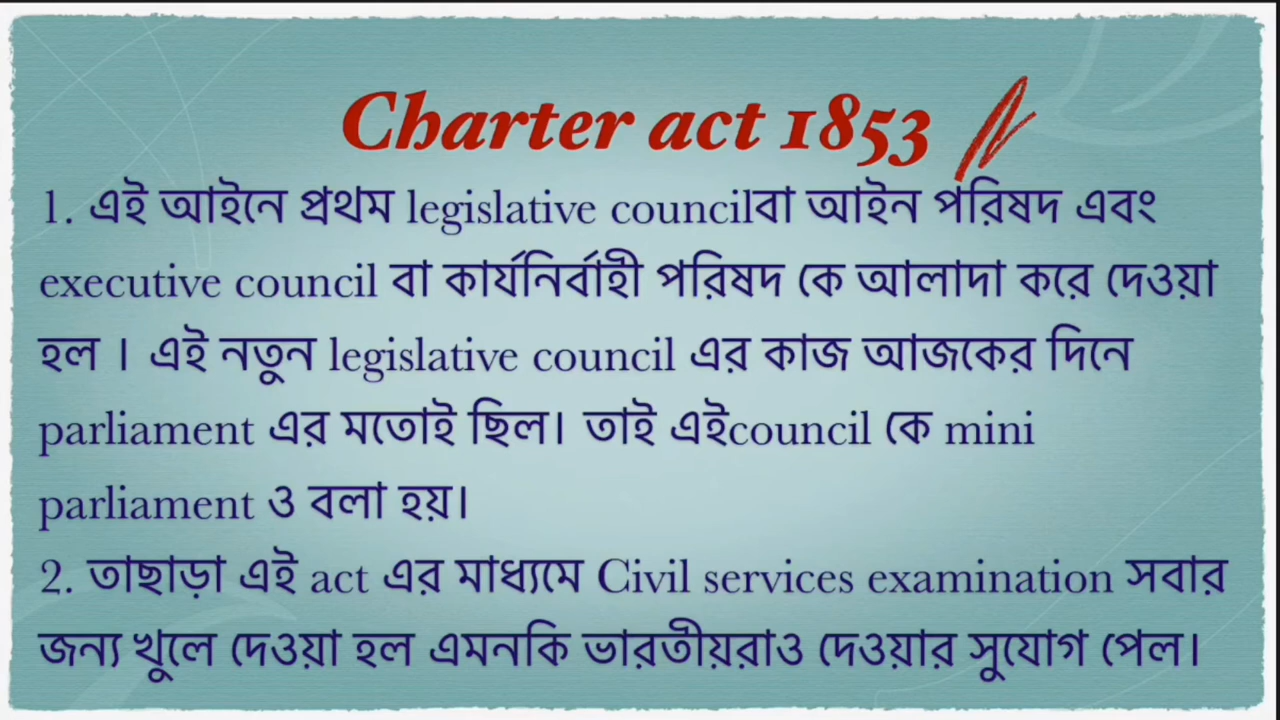 Charter act 1853
1. এই আইনে প্রথম legislative councilবা আইন পরিষদ এবং
executive council বা কার্যনির্বাহী পরিষদ কে আলাদা করে দেওয়া
হল । এই নতুন legislative council এর কাজ আজকের দিনে
parliament এর মতোই ছিল। তাই এইcouncil কে mini
parliament ও বলা হয়।
2. তাছাড়া এই act এর মাধ্যমে Civil services examination সবার
জন্য খুলে দেওয়া হল এমনকি ভারতীয়রাও দেওয়ার সুযোগ পেল।